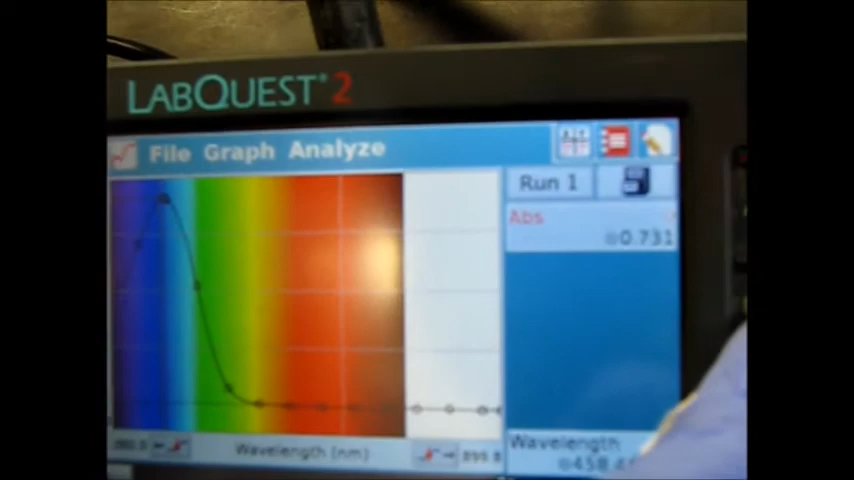 LABQUEST® 2
File Graph Analyze
Run 1
Abs
0.731
Wavelength (nm)
Wavelength